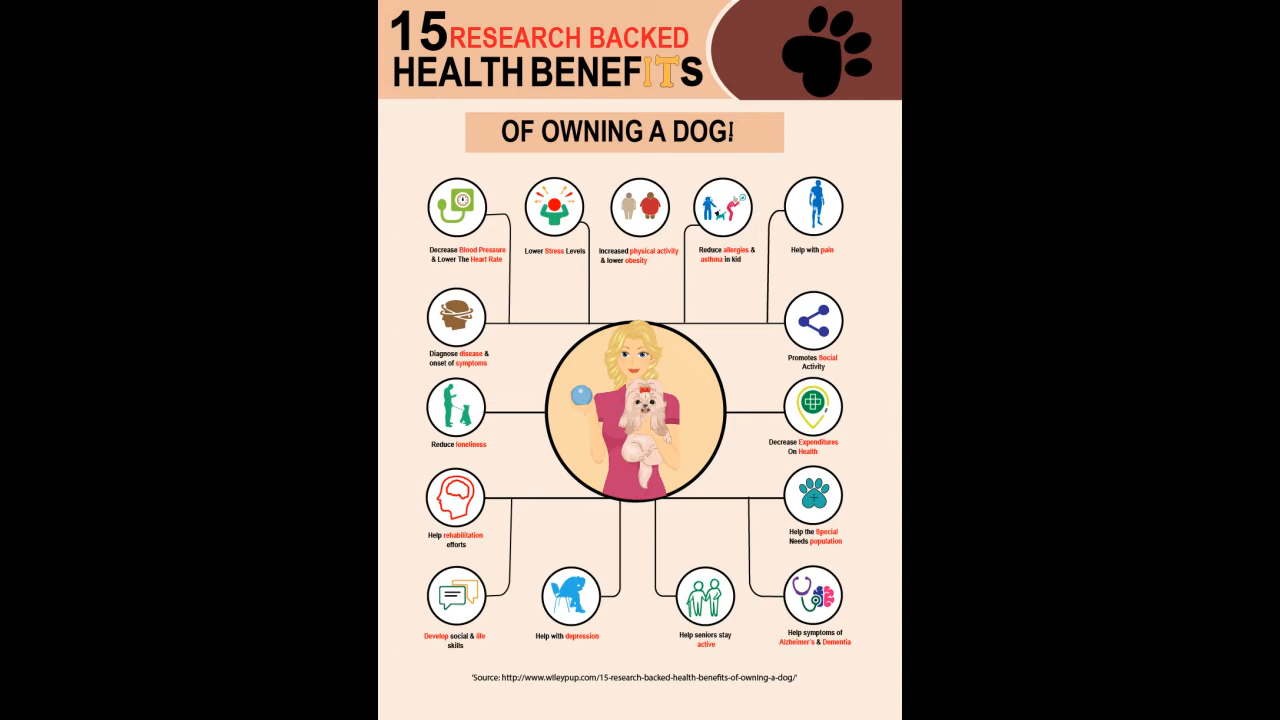 15 RESEARCH BACKED
HEALTH BENEFITS
OF OWNING A DOG!
Decrease Blood Pressure
& Lower The Heart Rate
Lower Stress Levels
Increased physical activity
& lower obesity
Reduce allergies &
asthma in kid
Help with pain
Diagnose disease &
onset of symptoms
Promotes Social
Activity
Reduce loneliness
Decrease Expenditures
On Health
Help rehabilitation
efforts
Help the Special
Needs population
Develop social & life
skills
Help with depression
Help seniors stay
active
Help symptoms of
Alzheimer's & Dementia
'Source: http://www.wileypup.com/15-research-backed-health-benefits-of-owning-a-dog/'